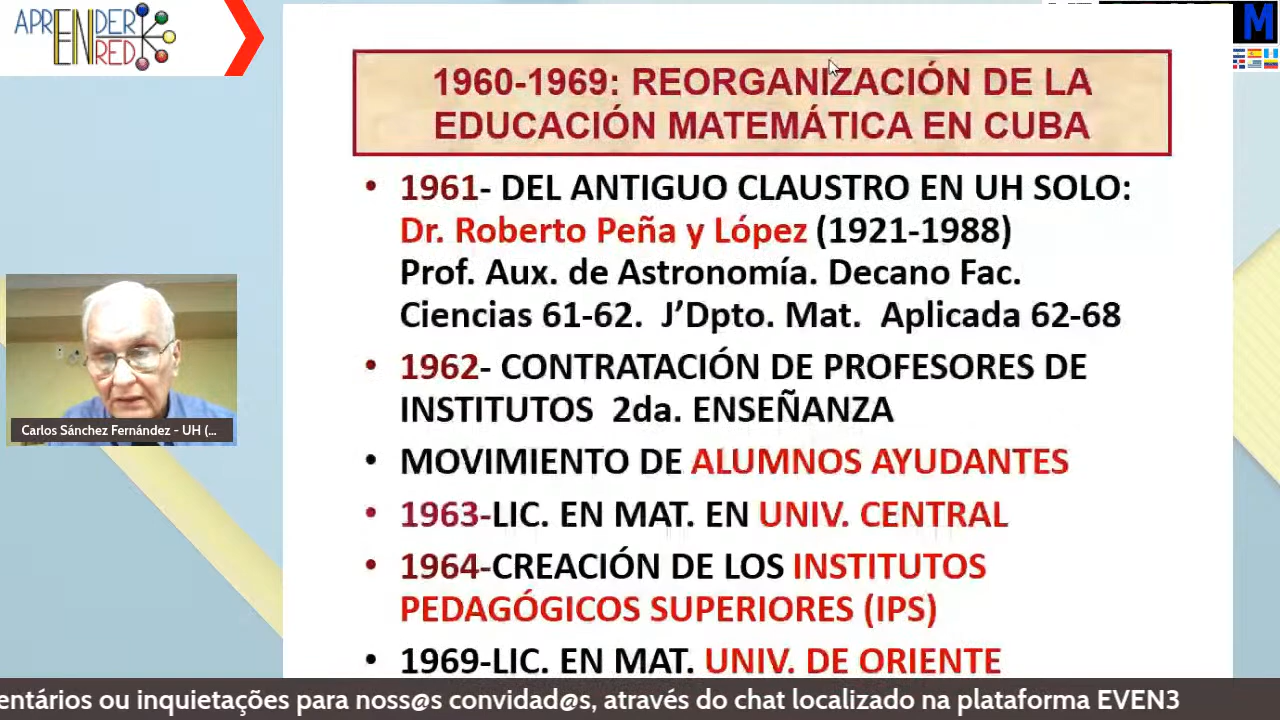 APRENDER
EN RED
M
1960-1969: REORGANIZACIÓN DE LA
EDUCACIÓN MATEMÁTICA EN CUBA
• 1961- DEL ANTIGUO CLAUSTRO EN UH SOLO:
Dr. Roberto Peña y López (1921-1988)
Prof. Aux. de Astronomía. Decano Fac.
Ciencias 61-62. J’Dpto. Mat. Aplicada 62-68
• 1962- CONTRATACIÓN DE PROFESORES DE
INSTITUTOS 2da. ENSEÑANZA
• MOVIMIENTO DE ALUMNOS AYUDANTES
• 1963-LIC. EN MAT. EN UNIV. CENTRAL
• 1964-CREACIÓN DE LOS INSTITUTOS
PEDAGÓGICOS SUPERIORES (IPS)
• 1969-LIC. EN MAT. UNIV. DE ORIENTE
Carlos Sánchez Fernández - UH (...
entários ou inquietações para noss@s convidad@s, através do chat localizado na plataforma EVEN3